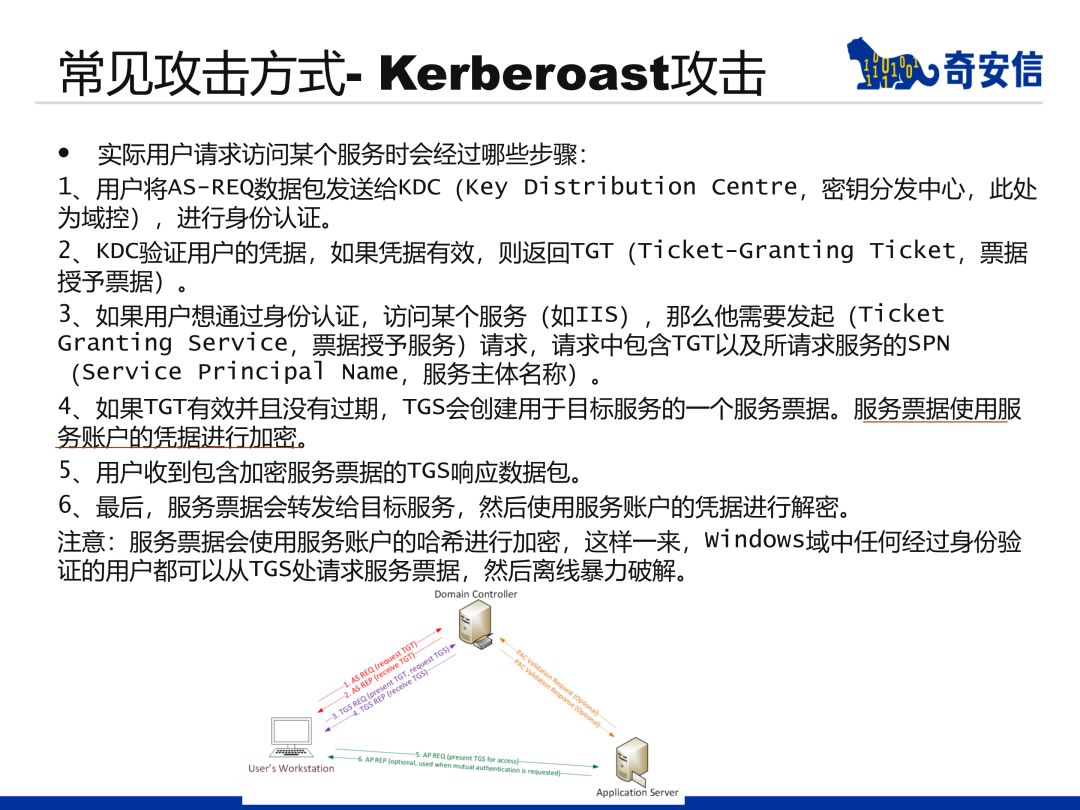 常见攻击方式- Kerberoast攻击
奇安信
• 实际用户请求访问某个服务时会经过哪些步骤：
1、用户将AS-REQ数据包发送给KDC（Key Distribution Centre，密钥分发中心，此处
为域控），进行身份认证。
2、KDC验证用户的凭据，如果凭据有效，则返回TGT（Ticket-Granting Ticket，票据
授予票据）。
3、如果用户想通过身份认证，访问某个服务（如IIS），那么他需要发起（Ticket
Granting Service，票据授予服务）请求，请求中包含TGT以及所请求服务的SPN
（Service Principal Name，服务主体名称）。
4、如果TGT有效并且没有过期，TGS会创建用于目标服务的一个服务票据。服务票据使用服
务账户的凭据进行加密。
5、用户收到包含加密服务票据的TGS响应数据包。
6、最后，服务票据会转发给目标服务，然后使用服务账户的凭据进行解密。
注意：服务票据会使用服务账户的哈希进行加密，这样一来，Windows域中任何经过身份验
证的用户都可以从TGS处请求服务票据，然后离线暴力破解。
Domain Controller
1. AS REQ (request TGT)
2. AS REP (receive TGT)
3. TGS REQ (present TGT, request TGS)
4. TGS REP (receive TGS)
PAC Validation Request (Optional)
PAC Validation Response (Optional)
5. AP REQ (present TGS for access)
6. AP REP (optional, used when mutual authentication is requested)
User's Workstation
Application Server